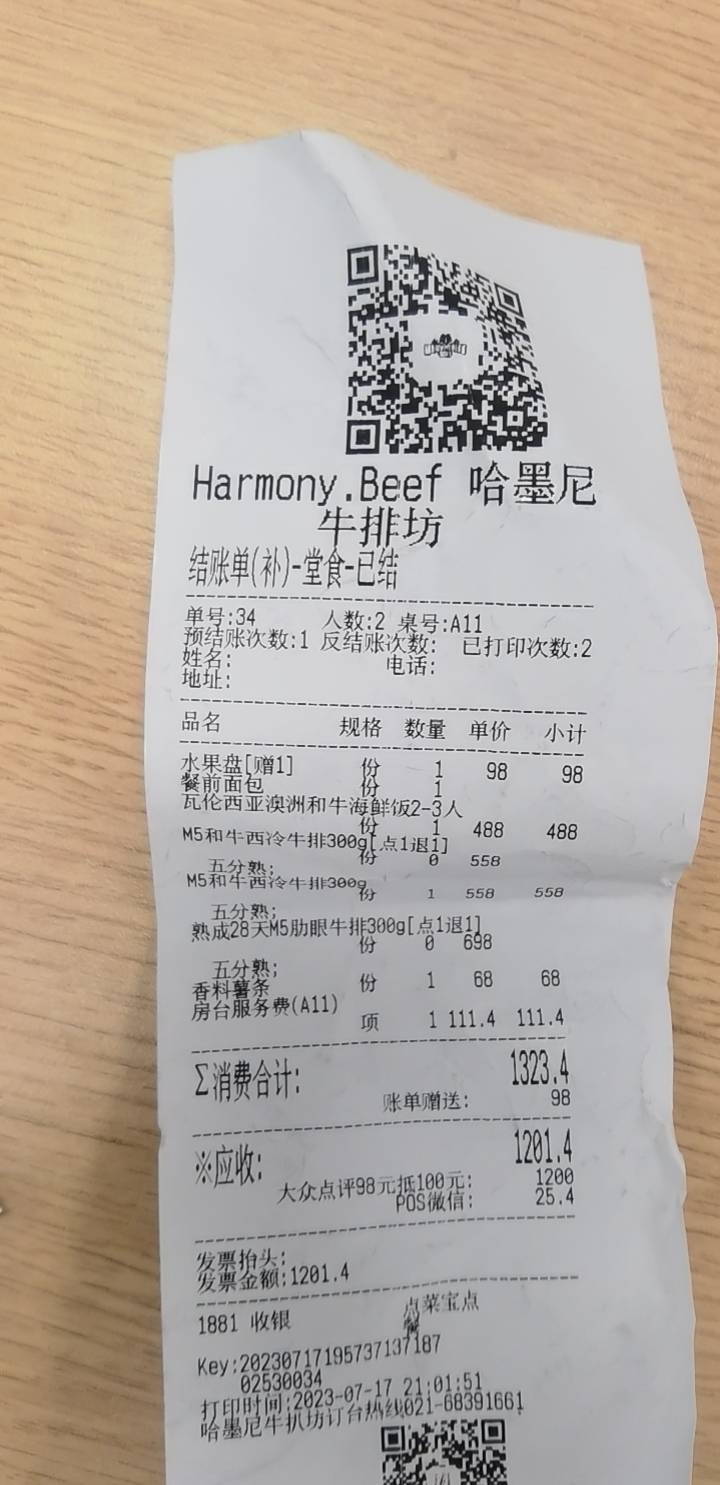 Harmony.Beef 哈墨尼
牛排坊
结账单(补)-堂食-已结
单号:34 人数:2 桌号:A11
预结账次数:1 反结账次数: 已打印次数:2
姓名: 电话:
地址:
品名 规格 数量 单价 小计
水果盘[赠1] 份 1 98 98
餐前面包 份 1
瓦伦西亚澳洲和牛海鲜饭2-3人
份 1 488 488
M5和牛西冷牛排300g[点1退1]
份 0 558
五分熟;
M5和牛西冷牛排300g
份 1 558 558
五分熟;
熟成28天M5肋眼牛排300g[点1退1]
份 0 698
五分熟;
香料薯条 份 1 68 68
房台服务费(A11)
项 1 111.4 111.4
Σ消费合计: 1323.4
账单赠送: 98
※应收: 1201.4
大众点评98元抵100元: 1200
POS微信: 25.4
发票抬头:
发票金额:1201.4
1881 收银 点菜宝点
餐
Key:20230717195737137187
02530034
打印时间:2023-07-17 21:01:51
哈墨尼牛扒坊订台热线021-68391661